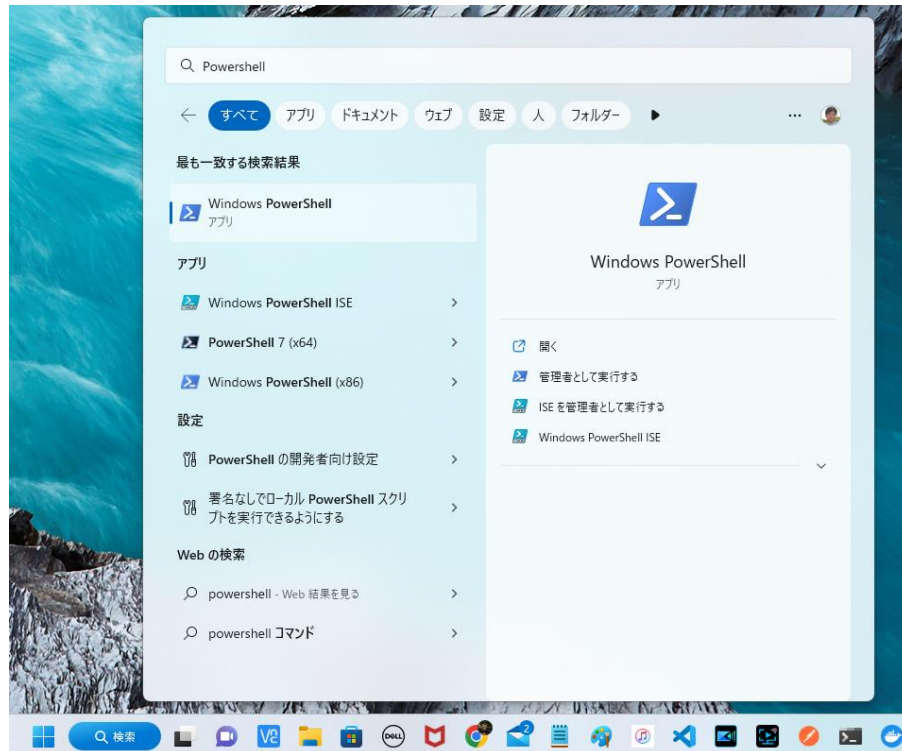 Powershell
すべて アプリ ドキュメント ウェブ 設定 人 フォルダー
最も一致する検索結果
Windows PowerShell
アプリ
アプリ
Windows PowerShell ISE
PowerShell 7 (x64)
Windows PowerShell (x86)
設定
PowerShell の開発者向け設定
署名なしでローカル PowerShell スクリ
プトを実行できるようにする
Web の検索
powershell - Web 結果を見る
powershell コマンド
Windows PowerShell
アプリ
開く
管理者として実行する
ISE を管理者として実行する
Windows PowerShell ISE
検索
V2
DELL
2